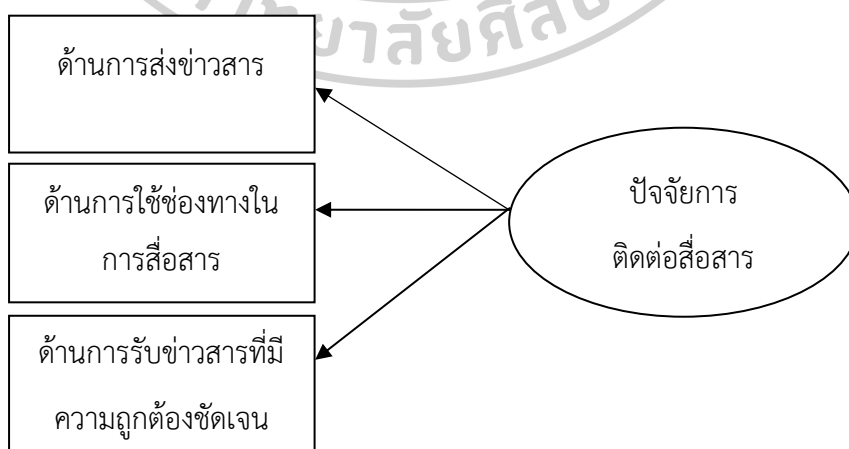 ด้านการส่งข่าวสาร
ด้านการใช้ช่องทางใน
การสื่อสาร
ด้านการรับข่าวสารที่มี
ความถูกต้องชัดเจน
ปัจจัยการ
ติดต่อสื่อสาร